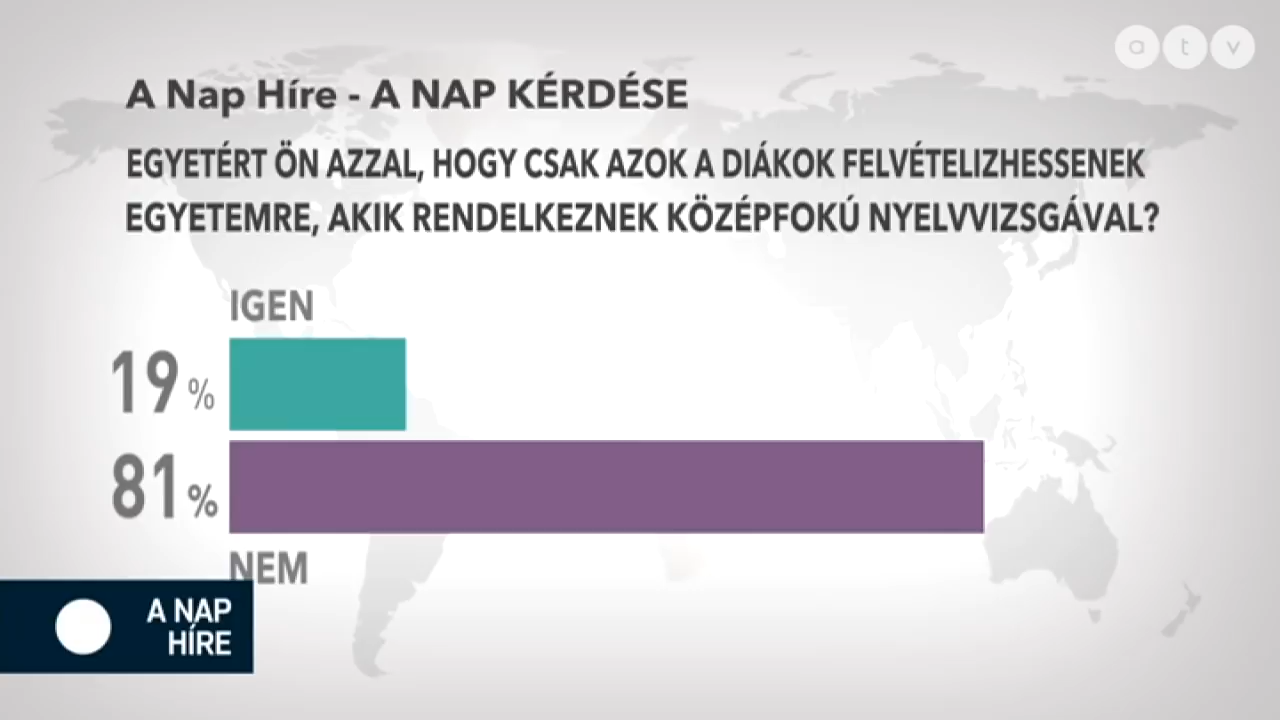 atv
A Nap Híre - A NAP KÉRDÉSE
EGYETÉRT ÖN AZZAL, HOGY CSAK AZOK A DIÁKOK FELVÉTELIZHESSENEK
EGYETEMRE, AKIK RENDELKEZNEK KÖZÉPFOKÚ NYELVVIZSGÁVAL?
IGEN
19 %
81 %
NEM
A NAP
HÍRE